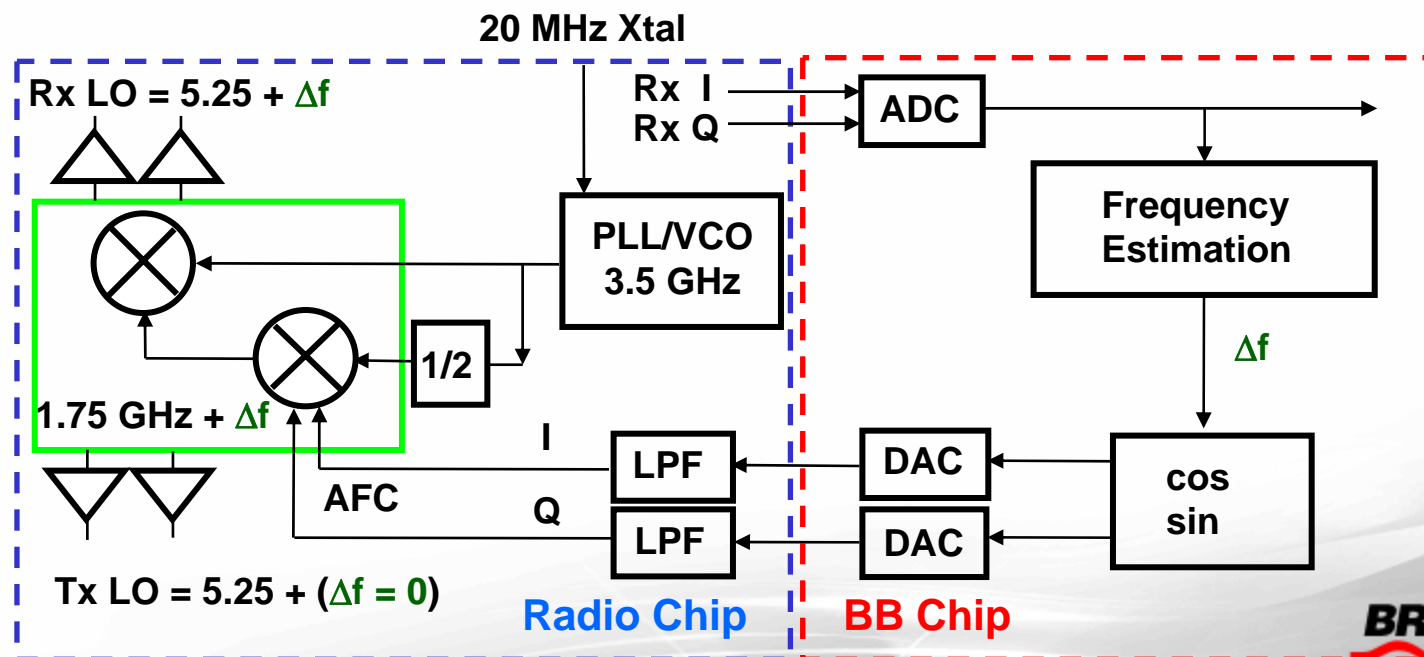 20 MHz Xtal
Rx LO = 5.25 + Δf
Rx I
Rx Q
ADC
PLL/VCO
3.5 GHz
Frequency
Estimation
1/2
Δf
1.75 GHz + Δf
I
LPF
DAC
cos
sin
AFC
Q
LPF
DAC
Tx LO = 5.25 + (Δf = 0)
Radio Chip
BB Chip
BR